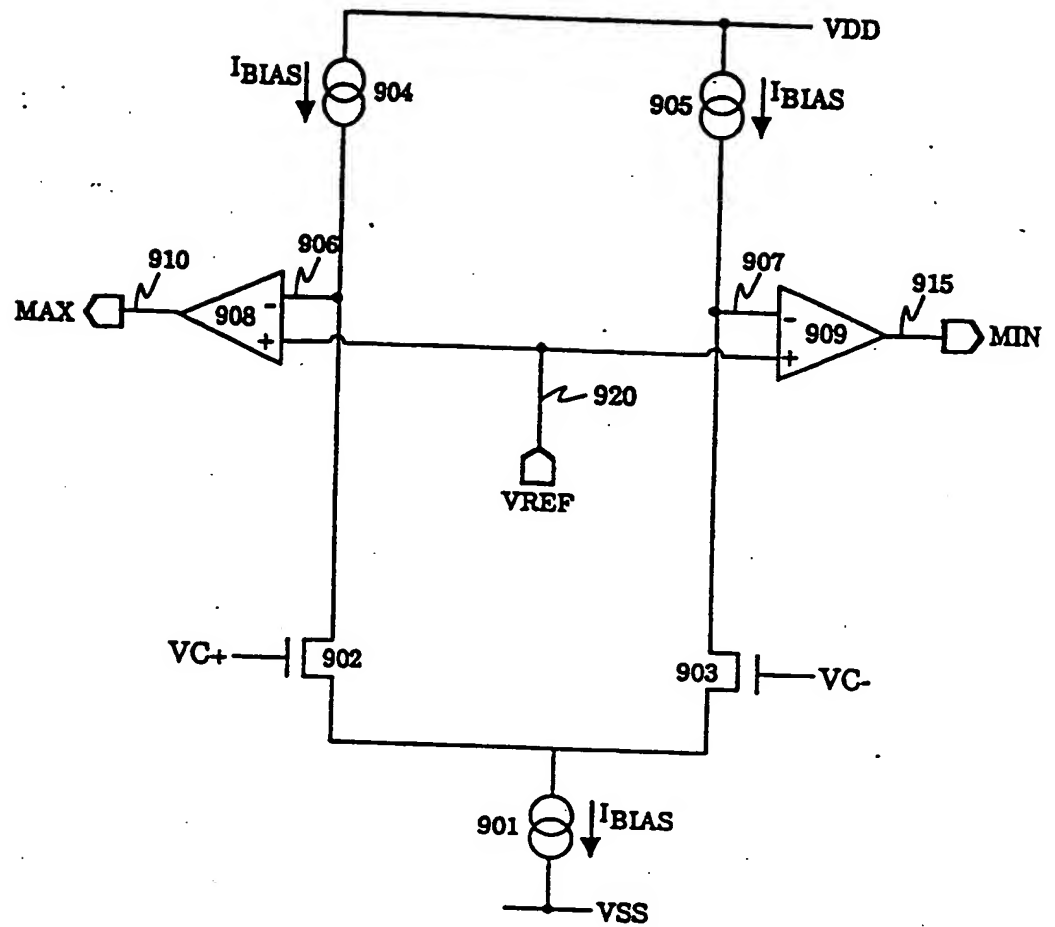 VDD
IBIAS
904
905
IBIAS
906
910
907
915
MAX
-
908
+
-
909
+
MIN
920
VREF
VC+
902
903
VC-
901
IBIAS
VSS